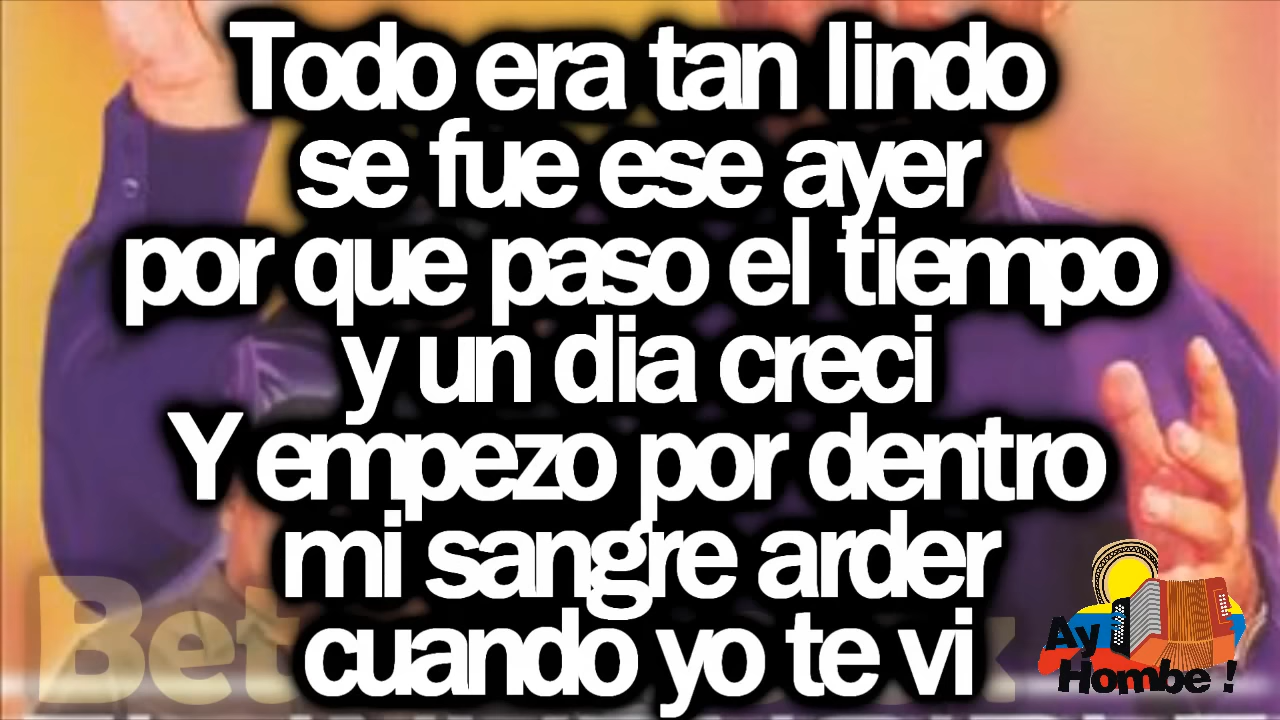 Todo era tan lindo
se fue ese ayer
por que paso el tiempo
y un dia creci
Y empezo por dentro
mi sangre arder
cuando yo te vi
Ay
Hombe !